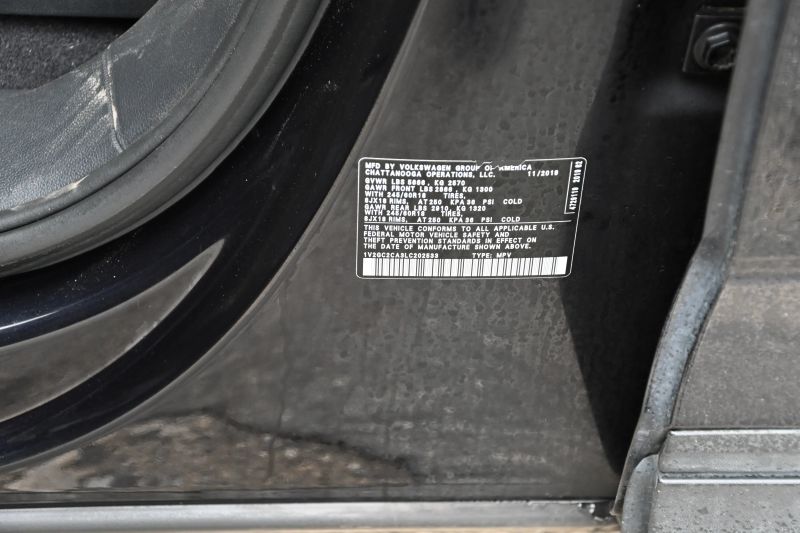 MFD BY VOLKSWAGEN GROUP OF AMERICA
CHATTANOOGA OPERATIONS, LLC. 11/2019
GVWR LBS 5666 , KG 2570
GAWR FRONT LBS 2866 , KG 1300
WITH 245/60R18 TIRES,
8JX18 RIMS, AT 250 KPA 36 PSI COLD
GAWR REAR LBS 2910, KG 1320
WITH 245/60R18 TIRES,
8JX18 RIMS, AT 250 KPA 36 PSI COLD
THIS VEHICLE CONFORMS TO ALL APPLICABLE U.S.
FEDERAL MOTOR VEHICLE SAFETY AND
THEFT PREVENTION STANDARDS IN EFFECT ON
THE DATE OF MANUFACTURE SHOWN ABOVE.
1V2GC2CA3LC202533 TYPE: MPV